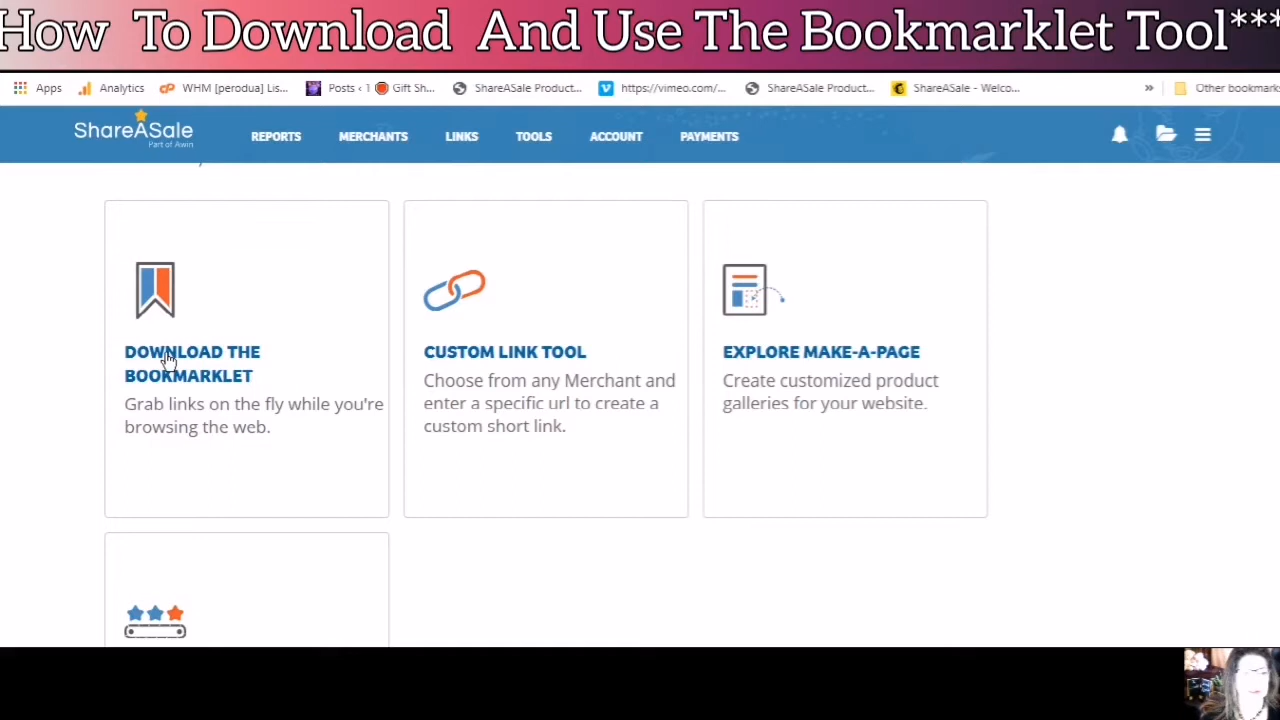 How To Download And Use The Bookmarklet Tool***
Apps Analytics WHM [perodua] Lis... Posts ‹ 1 Gift Sh... ShareASale Product... https://vimeo.com/... ShareASale Product... ShareASale - Welco... » Other bookmarks
ShareASale
Part of Awin
REPORTS MERCHANTS LINKS TOOLS ACCOUNT PAYMENTS
DOWNLOAD THE
BOOKMARKLET
Grab links on the fly while you're
browsing the web.
CUSTOM LINK TOOL
Choose from any Merchant and
enter a specific url to create a
custom short link.
EXPLORE MAKE-A-PAGE
Create customized product
galleries for your website.